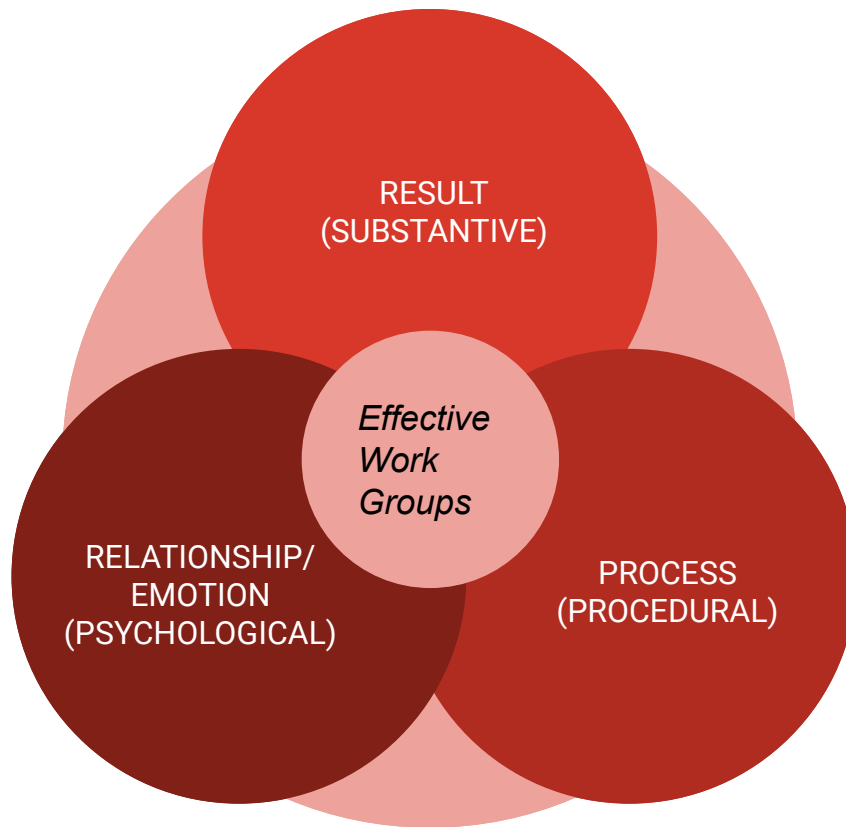 RESULT
(SUBSTANTIVE)
Effective
Work
Groups
RELATIONSHIP/
EMOTION
(PSYCHOLOGICAL)
PROCESS
(PROCEDURAL)